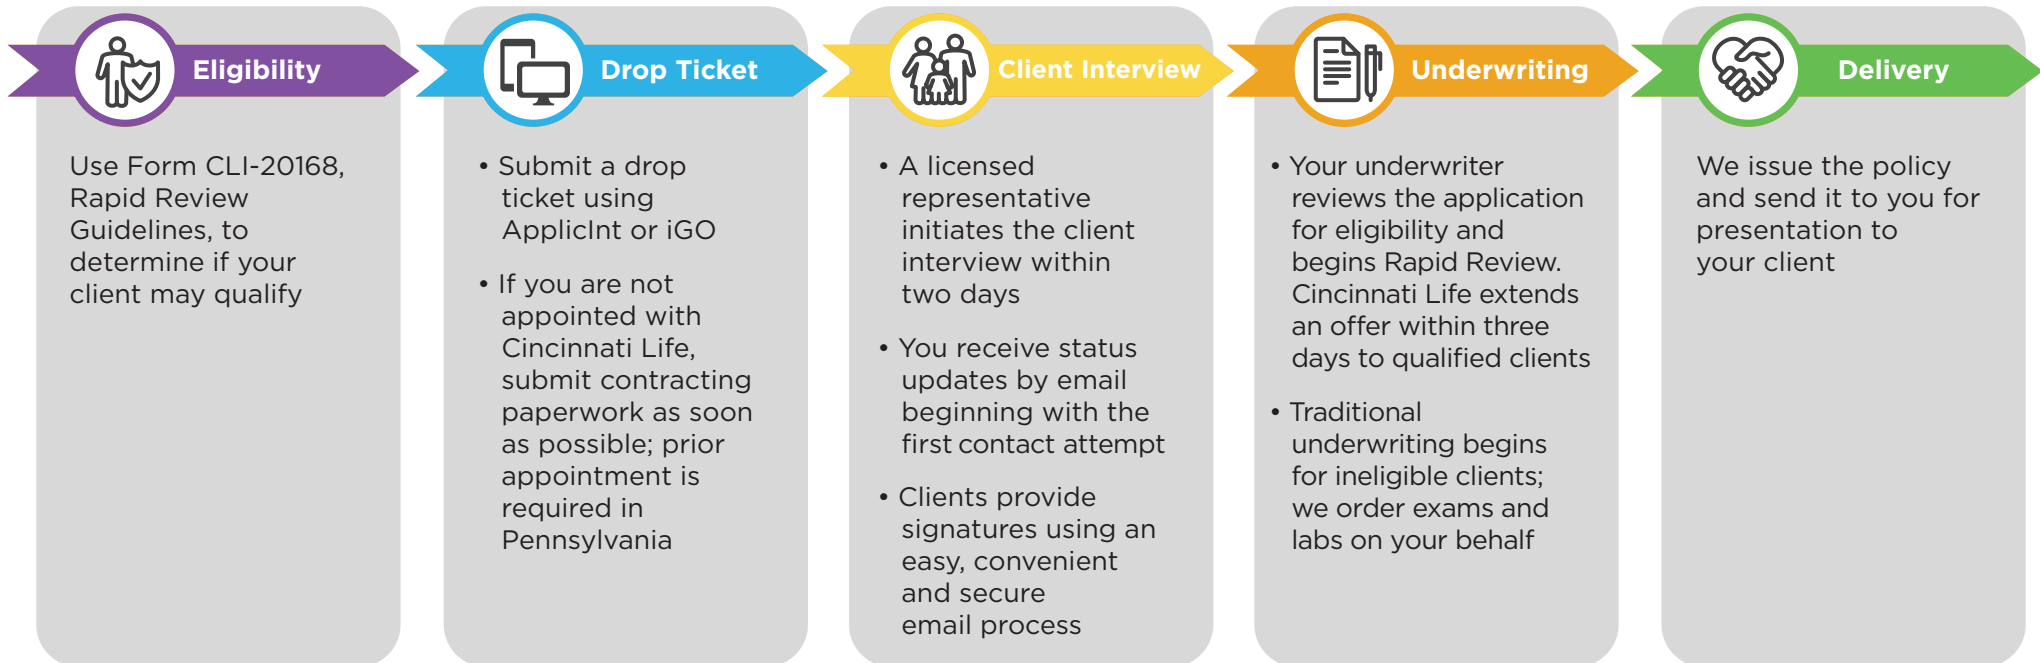 Eligibility
Use Form CLI-20168,
Rapid Review
Guidelines, to
determine if your
client may qualify
Drop Ticket
• Submit a drop
ticket using
ApplicInt or iGO
• If you are not
appointed with
Cincinnati Life,
submit contracting
paperwork as soon
as possible; prior
appointment is
required in
Pennsylvania
Client Interview
• A licensed
representative
initiates the client
interview within
two days
• You receive status
updates by email
beginning with the
first contact attempt
• Clients provide
signatures using an
easy, convenient
and secure
email process
Underwriting
• Your underwriter
reviews the application
for eligibility and
begins Rapid Review.
Cincinnati Life extends
an offer within three
days to qualified clients
• Traditional
underwriting begins
for ineligible clients;
we order exams and
labs on your behalf
Delivery
We issue the policy
and send it to you for
presentation to
your client